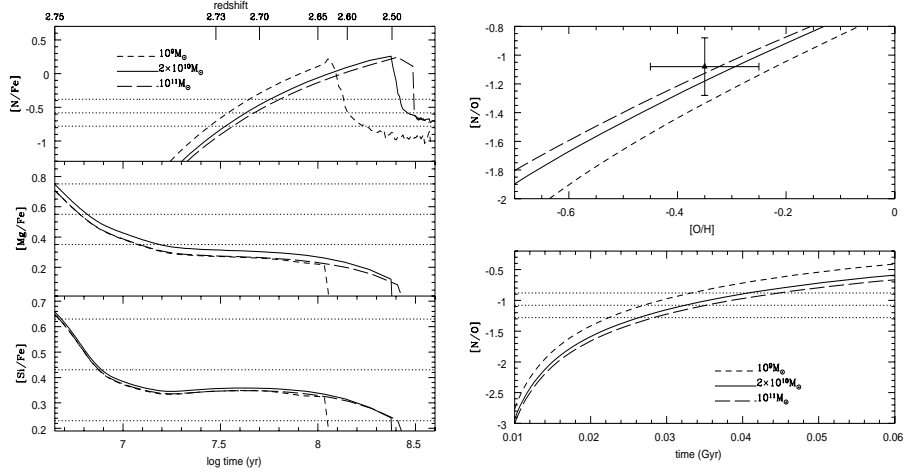 redshift
2.75 2.73 2.70 2.65 2.60 2.50
[N/Fe]
0.5
0
-0.5
-1
10⁹M☉
2×10¹⁰M☉
10¹¹M☉
[Mg/Fe]
0.8
0.6
0.4
0.2
[Si/Fe]
0.7
0.6
0.5
0.4
0.3
0.2
7 7.5 8 8.5
log time (yr)
[N/O]
-0.8
-1
-1.2
-1.4
-1.6
-1.8
-2
-0.6 -0.4 -0.2 0
[O/H]
[N/O]
-0.5
-1
-1.5
-2
-2.5
-3
10⁹M☉
2×10¹⁰M☉
10¹¹M☉
0.01 0.02 0.03 0.04 0.05 0.06
time (Gyr)